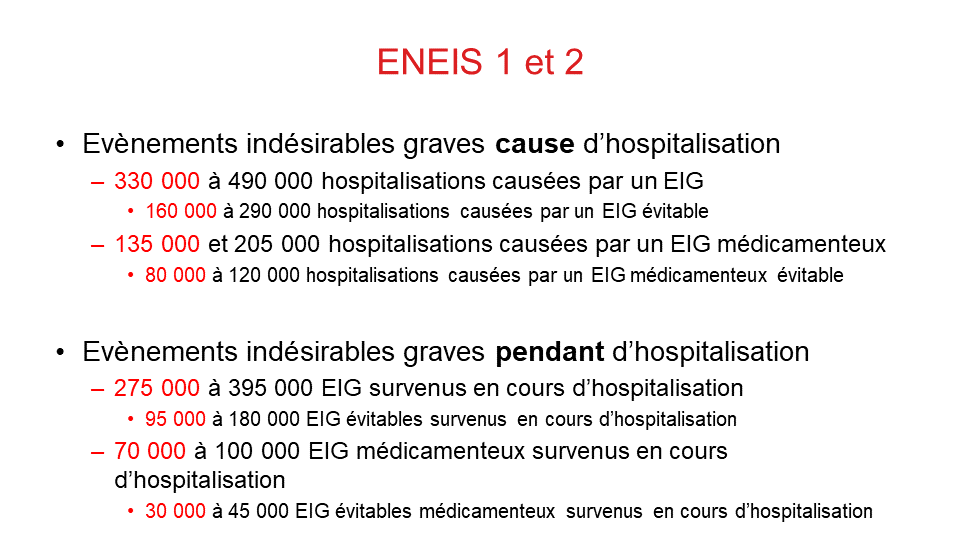 ENEIS 1 et 2
• Evènements indésirables graves cause d’hospitalisation
– 330 000 à 490 000 hospitalisations causées par un EIG
• 160 000 à 290 000 hospitalisations causées par un EIG évitable
– 135 000 et 205 000 hospitalisations causées par un EIG médicamenteux
• 80 000 à 120 000 hospitalisations causées par un EIG médicamenteux évitable
• Evènements indésirables graves pendant d’hospitalisation
– 275 000 à 395 000 EIG survenus en cours d’hospitalisation
• 95 000 à 180 000 EIG évitables survenus en cours d’hospitalisation
– 70 000 à 100 000 EIG médicamenteux survenus en cours
d’hospitalisation
• 30 000 à 45 000 EIG évitables médicamenteux survenus en cours d’hospitalisation